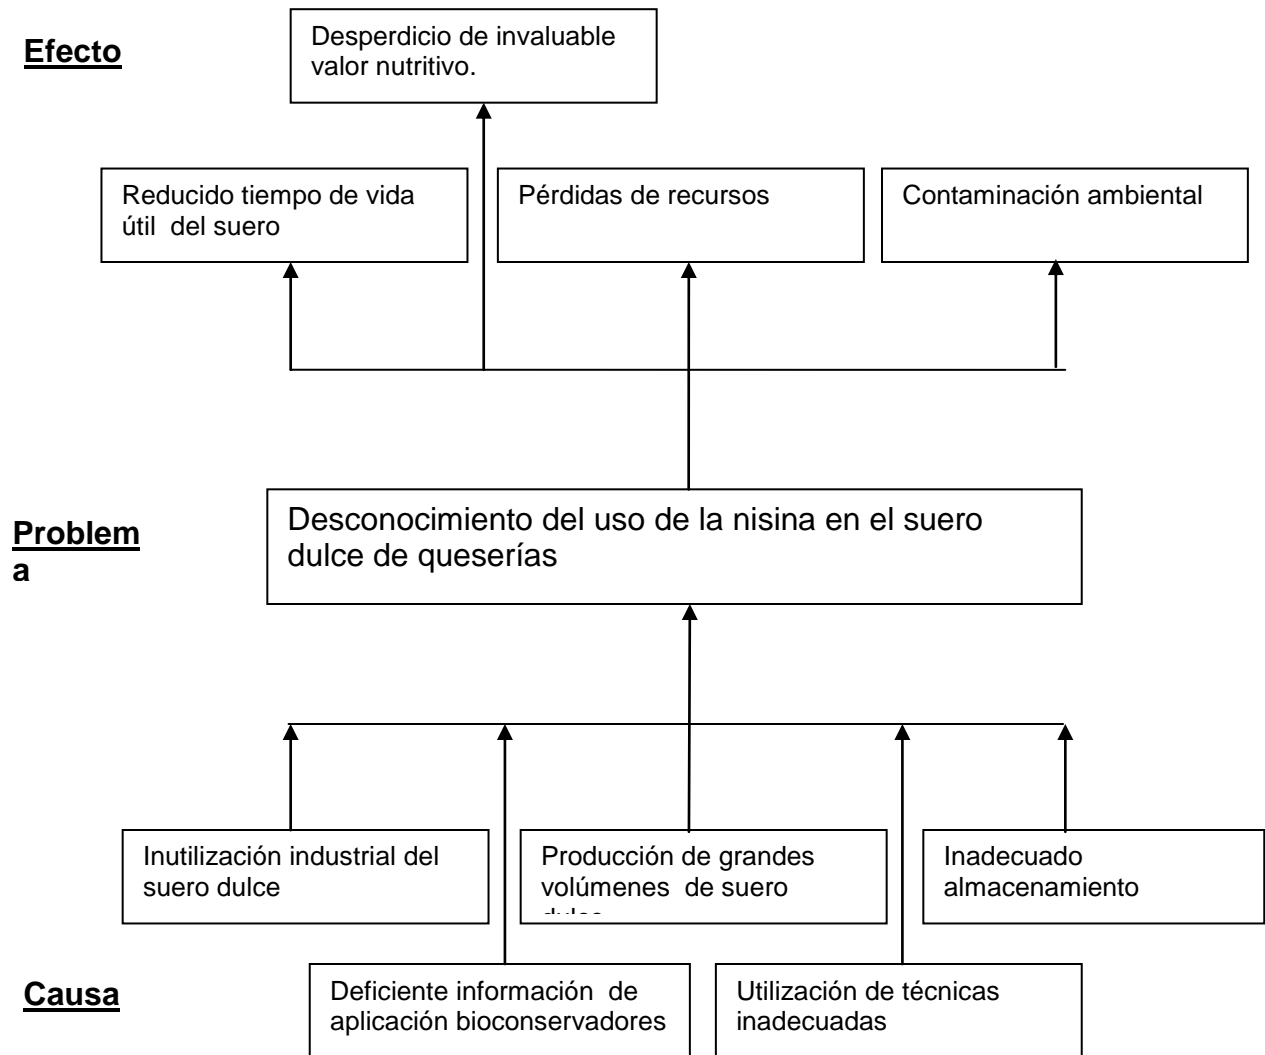 Efecto
Desperdicio de invaluable
valor nutritivo.
Reducido tiempo de vida
útil del suero
Pérdidas de recursos
Contaminación ambiental
Problem
a
Desconocimiento del uso de la nisina en el suero
dulce de queserías
Inutilización industrial del
suero dulce
Producción de grandes
volúmenes de suero
Inadecuado
almacenamiento
Causa
Deficiente información de
aplicación bioconservadores
Utilización de técnicas
inadecuadas